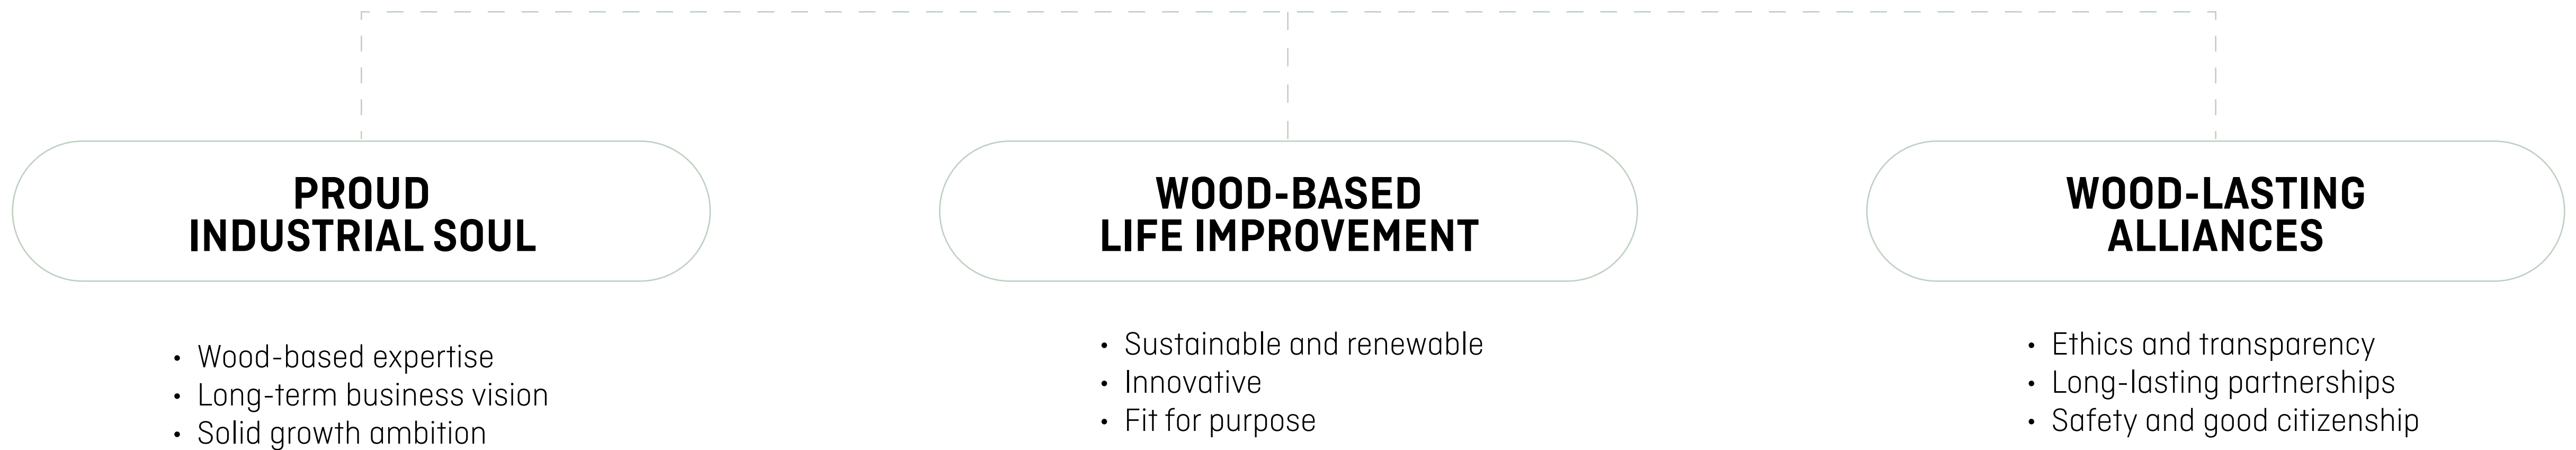 PROUD
INDUSTRIAL SOUL
• Wood-based expertise
• Long-term business vision
• Solid growth ambition
WOOD-BASED
LIFE IMPROVEMENT
• Sustainable and renewable
• Innovative
• Fit for purpose
WOOD-LASTING
ALLIANCES
• Ethics and transparency
• Long-lasting partnerships
• Safety and good citizenship